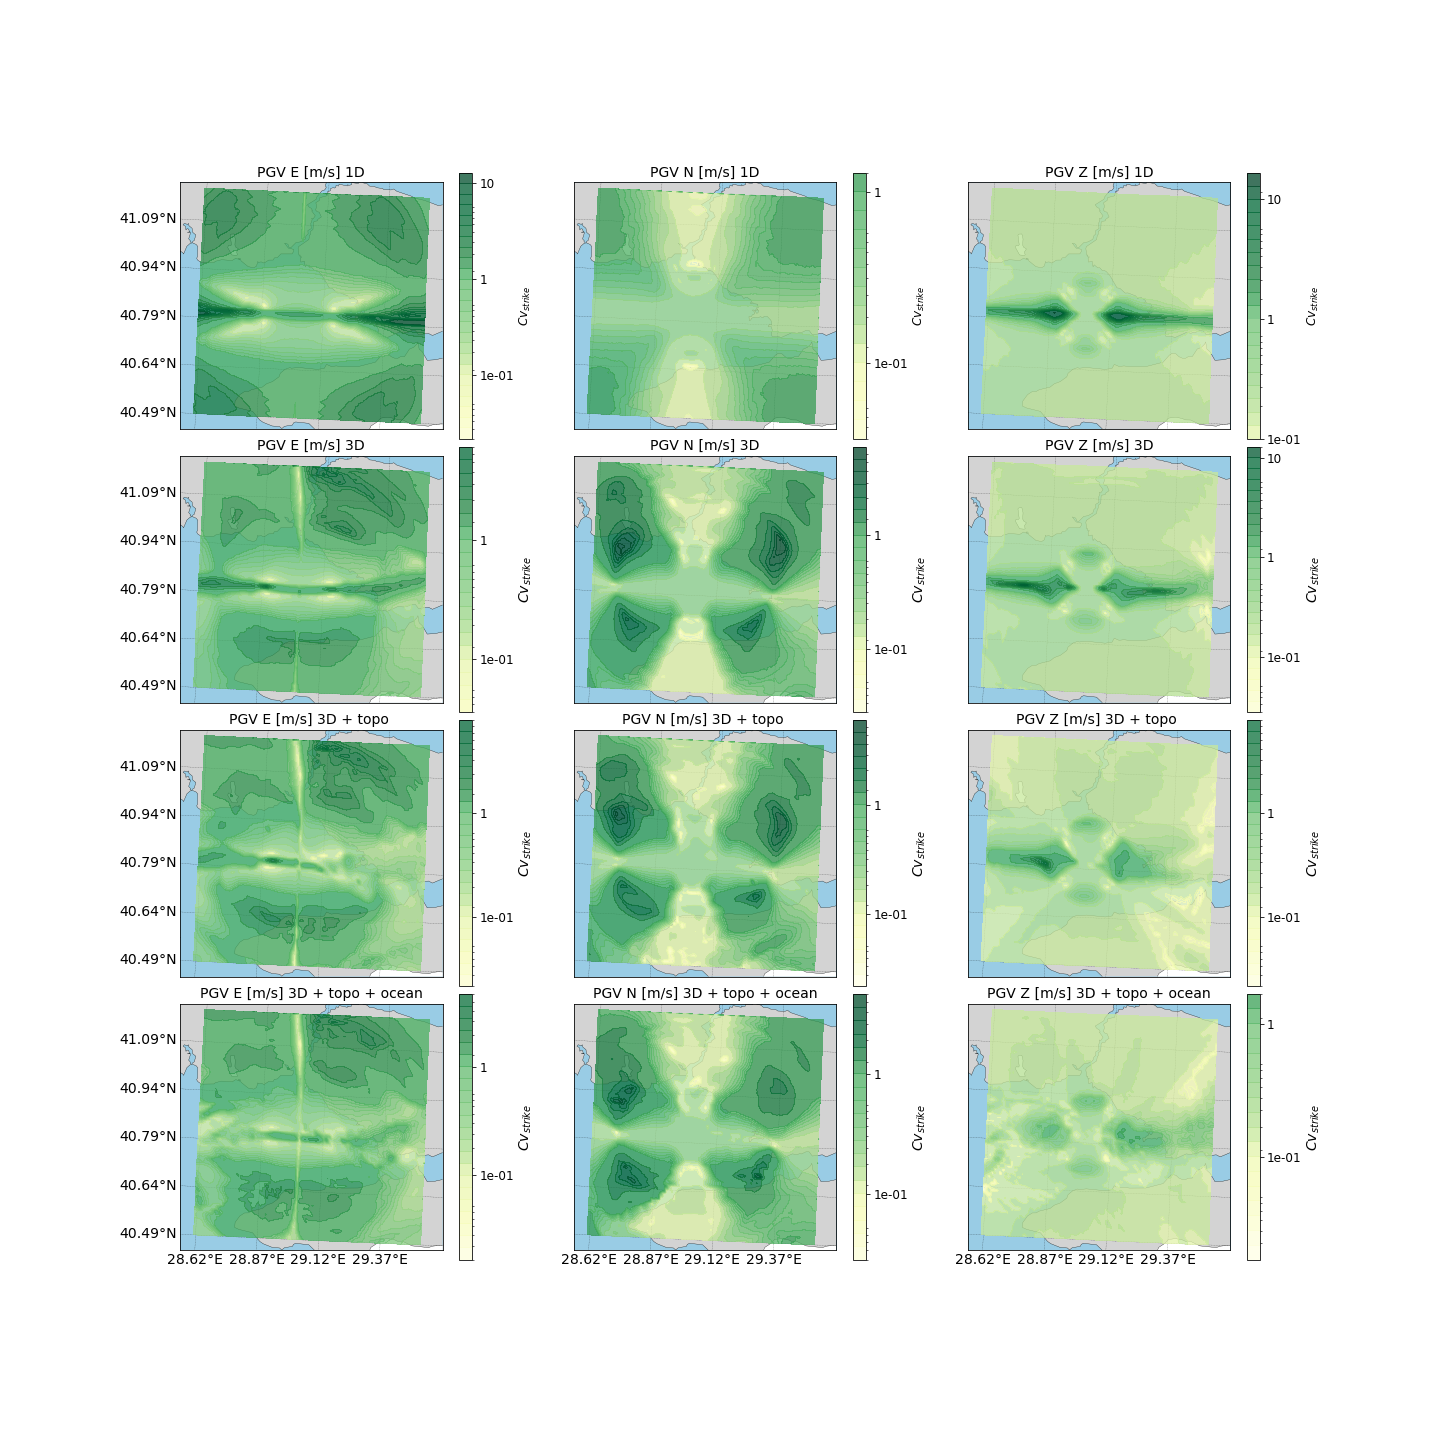 PGV E [m/s] 1D
PGV N [m/s] 1D
PGV Z [m/s] 1D
41.09°N
40.94°N
40.79°N
40.64°N
40.49°N
10
1
1e-01
Cv_strike
1
1e-01
Cv_strike
10
1
1e-01
Cv_strike
PGV E [m/s] 3D
PGV N [m/s] 3D
PGV Z [m/s] 3D
41.09°N
40.94°N
40.79°N
40.64°N
40.49°N
1
1e-01
Cv_strike
1
1e-01
Cv_strike
10
1
1e-01
Cv_strike
PGV E [m/s] 3D + topo
PGV N [m/s] 3D + topo
PGV Z [m/s] 3D + topo
41.09°N
40.94°N
40.79°N
40.64°N
40.49°N
1
1e-01
Cv_strike
1
1e-01
Cv_strike
1
1e-01
Cv_strike
PGV E [m/s] 3D + topo + ocean
PGV N [m/s] 3D + topo + ocean
PGV Z [m/s] 3D + topo + ocean
41.09°N
40.94°N
40.79°N
40.64°N
40.49°N
1
1e-01
Cv_strike
1
1e-01
Cv_strike
1
1e-01
Cv_strike
28.62°E 28.87°E 29.12°E 29.37°E
28.62°E 28.87°E 29.12°E 29.37°E
28.62°E 28.87°E 29.12°E 29.37°E